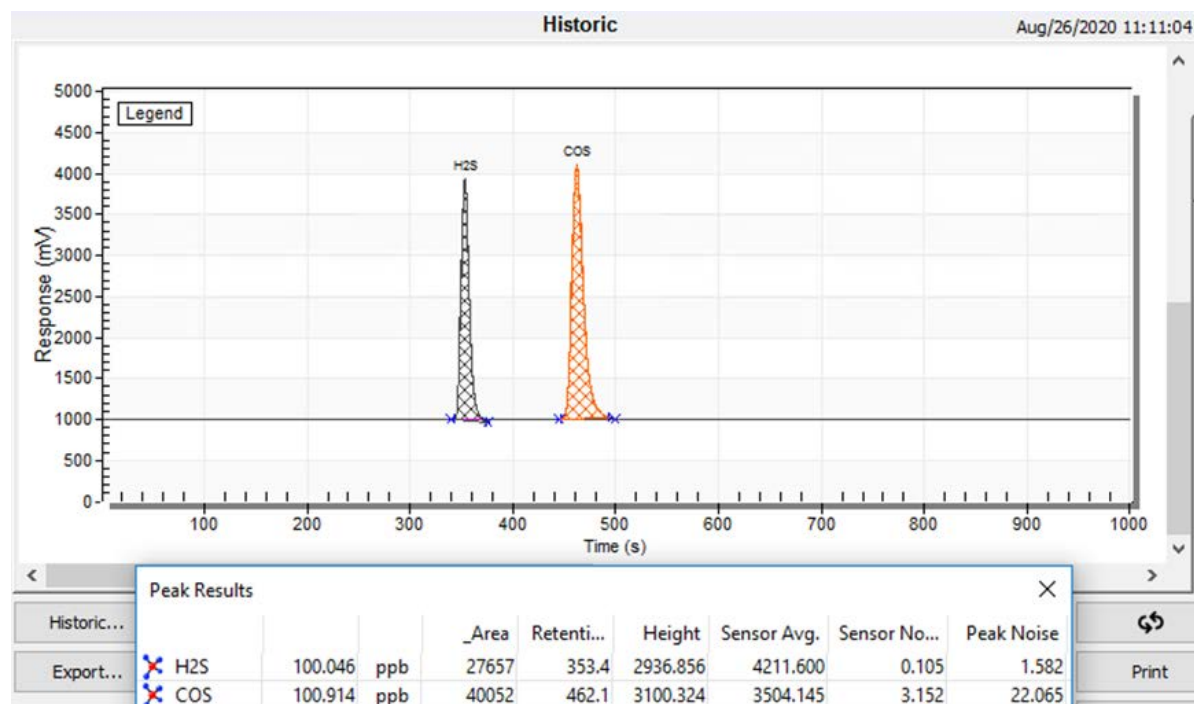 Historic
Aug/26/2020 11:11:04
5000
Legend
4500
COS
4000
H2S
3500
3000
2500
2000
1500
1000
500
0
Response (mV)
100 200 300 400 500 600 700 800 900 1000
Time (s)
Peak Results
Historic...
_Area Retenti... Height Sensor Avg. Sensor No... Peak Noise
Export...
H2S 100.046 ppb 27657 353.4 2936.856 4211.600 0.105 1.582
Print
COS 100.914 ppb 40052 462.1 3100.324 3504.145 3.152 22.065